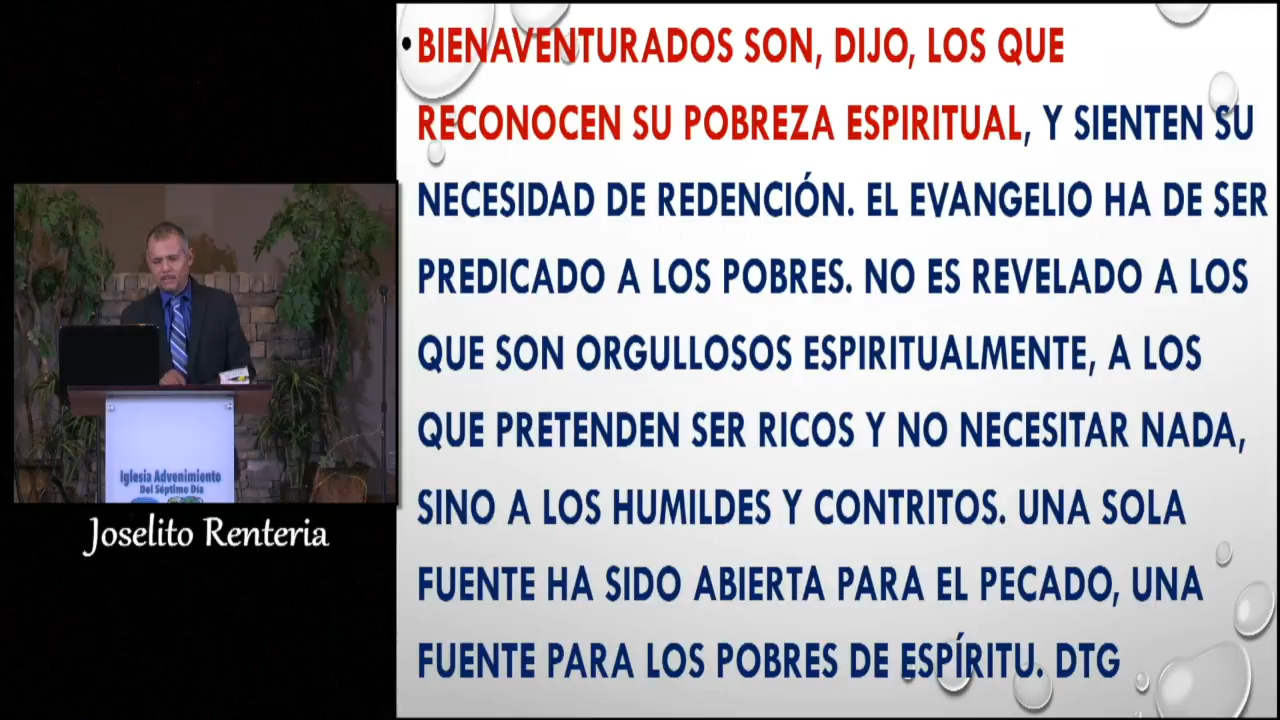 • BIENAVENTURADOS SON, DIJO, LOS QUE
RECONOCEN SU POBREZA ESPIRITUAL, Y SIENTEN SU
NECESIDAD DE REDENCIÓN. EL EVANGELIO HA DE SER
PREDICADO A LOS POBRES. NO ES REVELADO A LOS
QUE SON ORGULLOSOS ESPIRITUALMENTE, A LOS
QUE PRETENDEN SER RICOS Y NO NECESITAR NADA,
SINO A LOS HUMILDES Y CONTRITOS. UNA SOLA
FUENTE HA SIDO ABIERTA PARA EL PECADO, UNA
FUENTE PARA LOS POBRES DE ESPÍRITU. DTG
Iglesia Advenimiento
Del Séptimo Día
Joselito Renteria